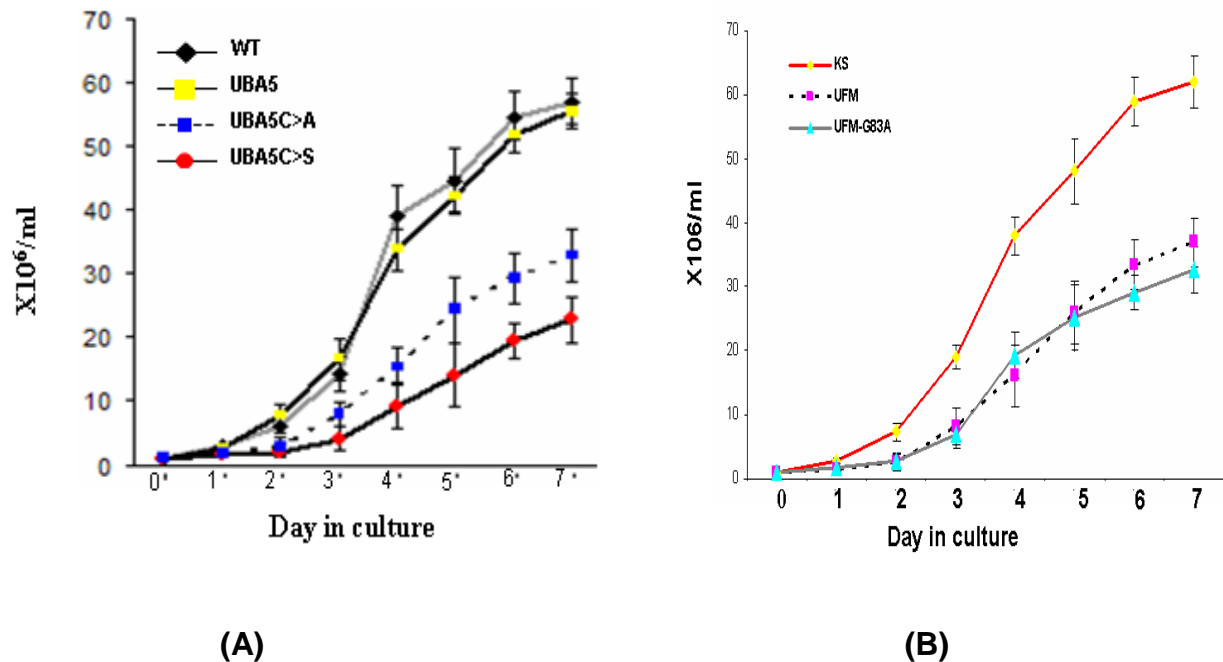 70
60
50
40
30
20
10
0
WT
UBA5
UBA5C>A
UBA5C>S
X10⁶/ml
0* 1* 2* 3* 4* 5* 6* 7*
Day in culture
(A)
70
60
50
40
30
20
10
0
KS
UFM
UFM-G83A
X106/ml
0 1 2 3 4 5 6 7
Day in culture
(B)